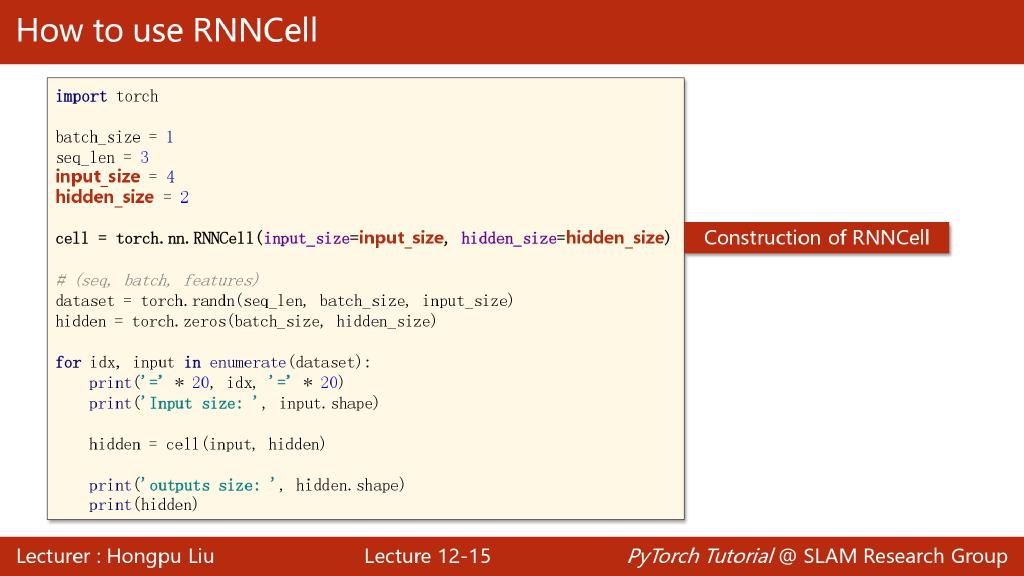 How to use RNNCell
import torch
batch_size = 1
seq_len = 3
input_size = 4
hidden_size = 2
cell = torch.nn.RNNCell(input_size=input_size, hidden_size=hidden_size)
Construction of RNNCell
# (seq, batch, features)
dataset = torch.randn(seq_len, batch_size, input_size)
hidden = torch.zeros(batch_size, hidden_size)
for idx, input in enumerate(dataset):
    print('=' * 20, idx, '=' * 20)
    print('Input size: ', input.shape)
    hidden = cell(input, hidden)
    print('outputs size: ', hidden.shape)
    print(hidden)
Lecturer : Hongpu Liu
Lecture 12-15
PyTorch Tutorial @ SLAM Research Group